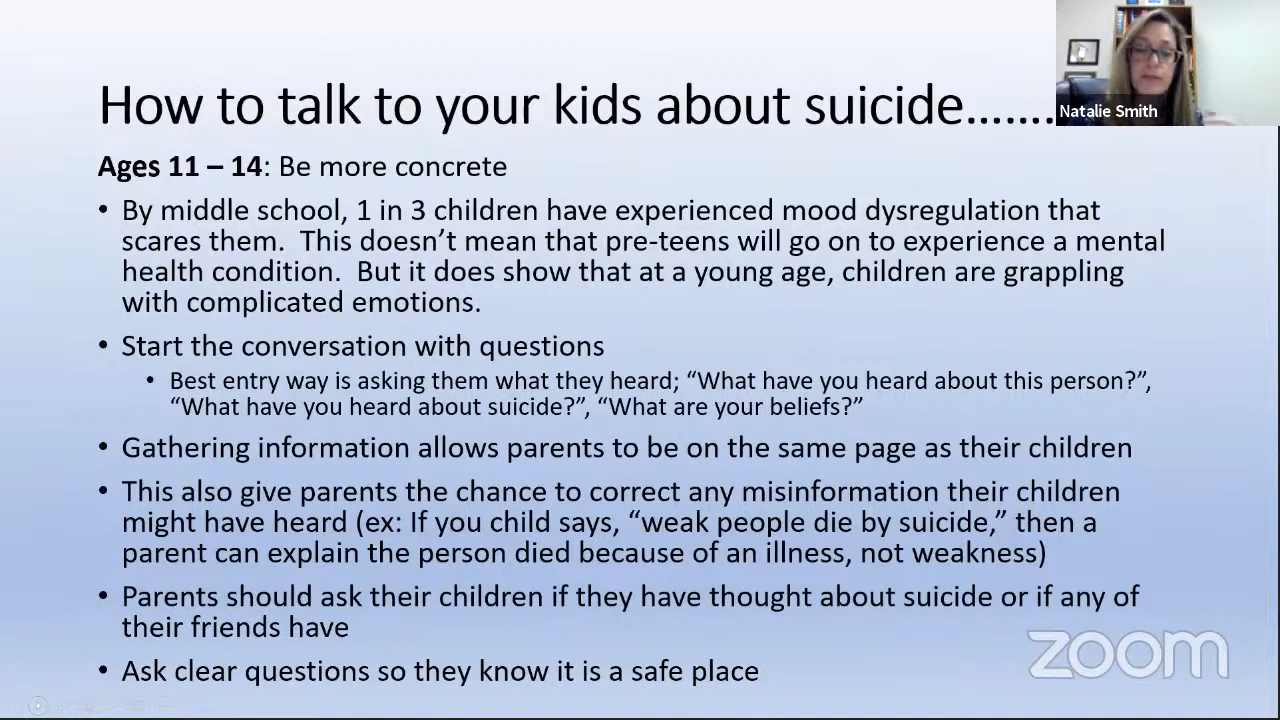 How to talk to your kids about suicide…….
Natalie Smith
Ages 11 – 14: Be more concrete
• By middle school, 1 in 3 children have experienced mood dysregulation that
scares them.  This doesn’t mean that pre-teens will go on to experience a mental
health condition.  But it does show that at a young age, children are grappling
with complicated emotions.
• Start the conversation with questions
• Best entry way is asking them what they heard; “What have you heard about this person?”,
“What have you heard about suicide?”, “What are your beliefs?”
• Gathering information allows parents to be on the same page as their children
• This also give parents the chance to correct any misinformation their children
might have heard (ex: If you child says, “weak people die by suicide,” then a
parent can explain the person died because of an illness, not weakness)
• Parents should ask their children if they have thought about suicide or if any of
their friends have
• Ask clear questions so they know it is a safe place
zoom